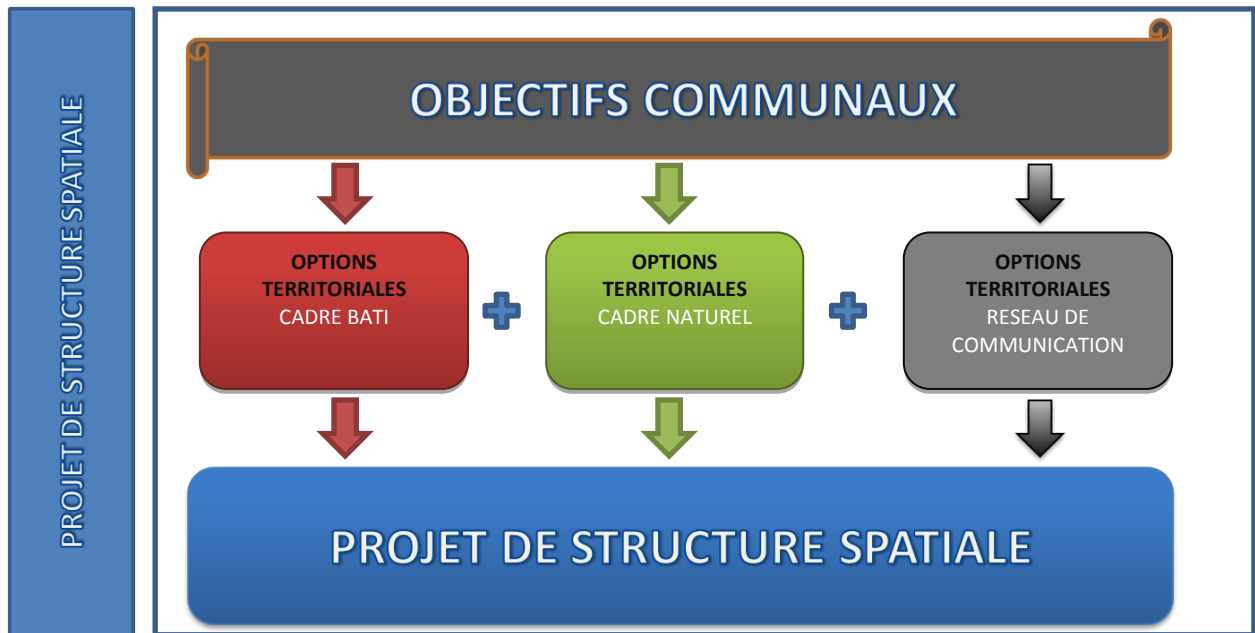 PROJET DE STRUCTURE SPATIALE
OBJECTIFS COMMUNAUX
OPTIONS
TERRITORIALES
CADRE BATI
OPTIONS
TERRITORIALES
CADRE NATUREL
OPTIONS
TERRITORIALES
RESEAU DE
COMMUNICATION
PROJET DE STRUCTURE SPATIALE